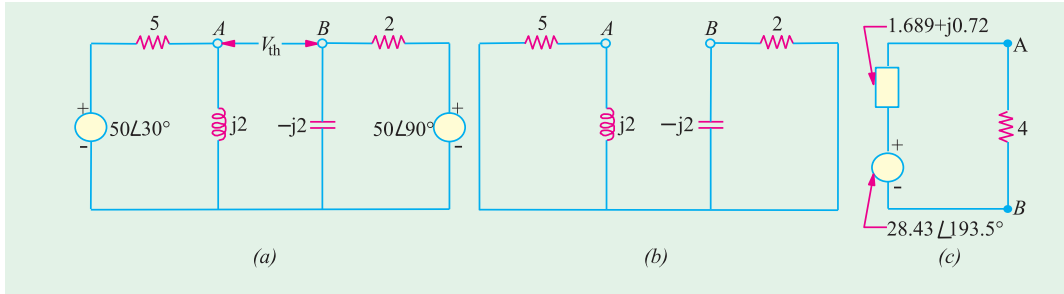 5 A V_th B 2
+ 50∠30° j2 −j2 50∠90° +
- -
(a)
5 A B 2
j2 −j2
(b)
1.689+j0.72
A
+ 4
-
B
28.43∠193.5°
(c)